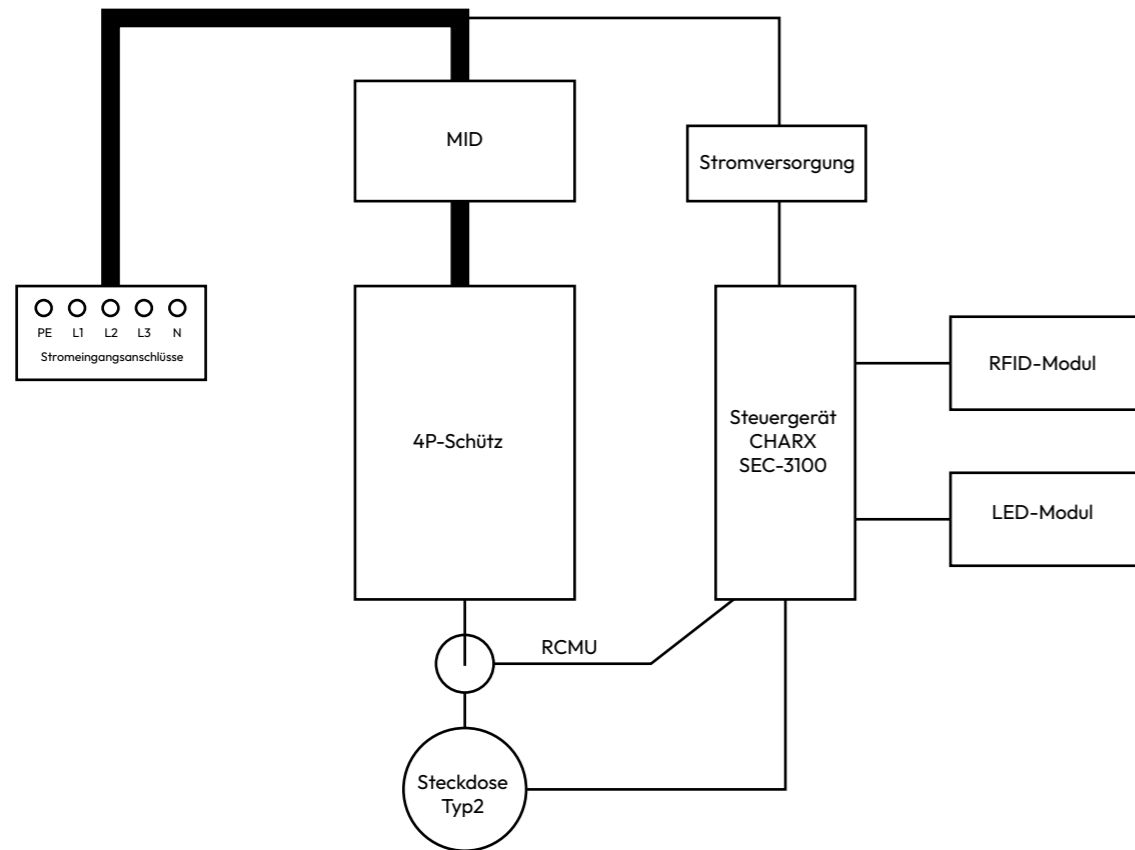 MID
Stromversorgung
PE L1 L2 L3 N
Stromeingangsanschlüsse
4P-Schütz
Steuergerät
CHARX
SEC-3100
RFID-Modul
LED-Modul
RCMU
Steckdose
Typ2